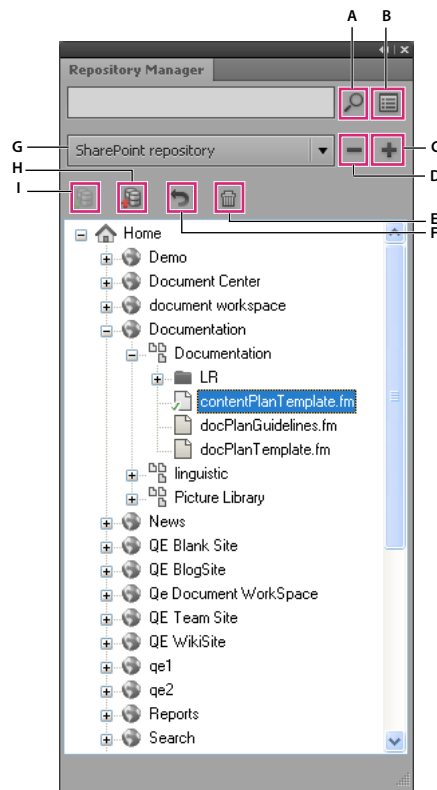 A
B
Repository Manager
G
SharePoint repository
C
D
H
I
E
F
Home
Demo
Document Center
document workspace
Documentation
Documentation
LR
contentPlanTemplate.fm
docPlanGuidelines.fm
docPlanTemplate.fm
linguistic
Picture Library
News
QE Blank Site
QE BlogSite
Qe Document WorkSpace
QE Team Site
QE WikiSite
qe1
qe2
Reports
Search